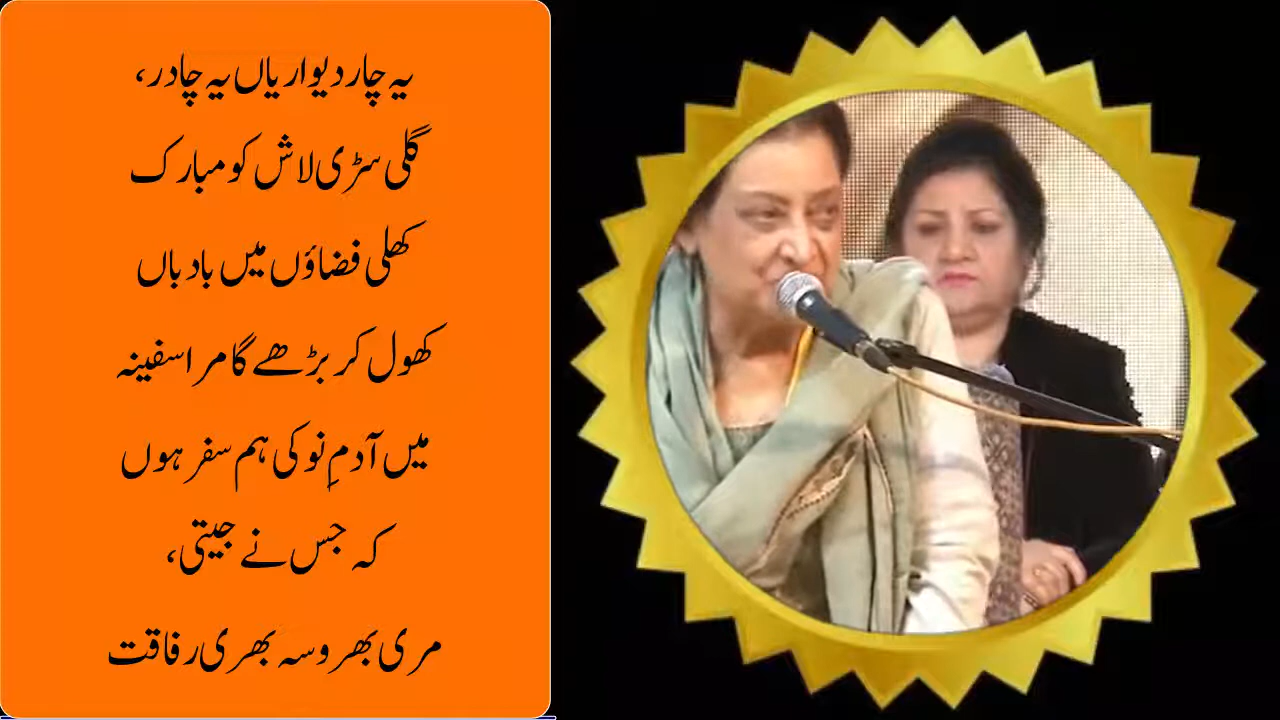 یہ چار دیواریاں یہ چادر،
گلی سڑی لاش کو مبارک
کھلی فضاؤں میں بادباں
کھول کر بڑھے گا مرا سفینہ
میں آدمِ نو کی ہم سفر ہوں
کہ جس نے جیتی،
مری بھروسہ بھری رفاقت